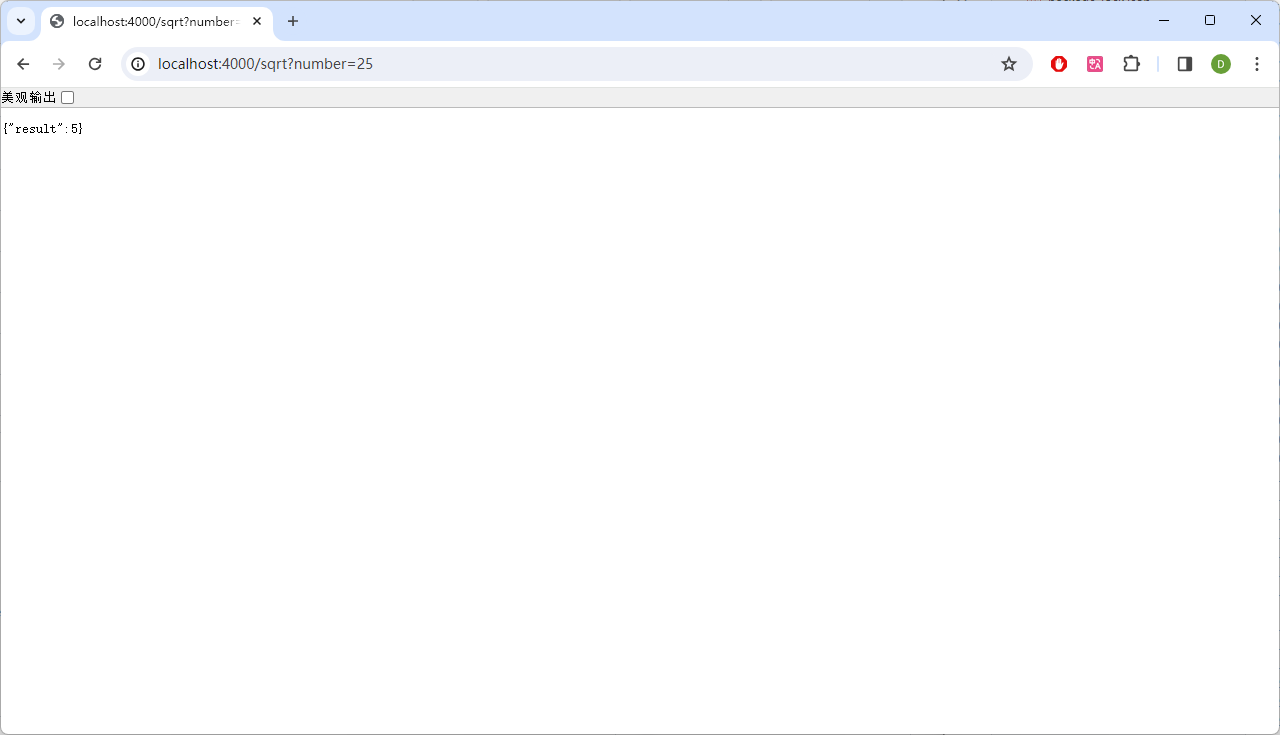 localhost:4000/sqrt?number=
localhost:4000/sqrt?number=25
D
美观输出
{"result":5}